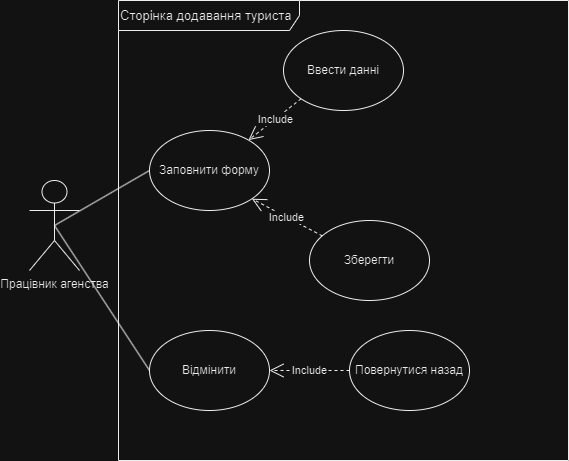 Сторінка додавання туриста
Ввести данні
Include
Заповнити форму
Include
Зберегти
Працівник агенства
Відмінити
Include
Повернутися назад